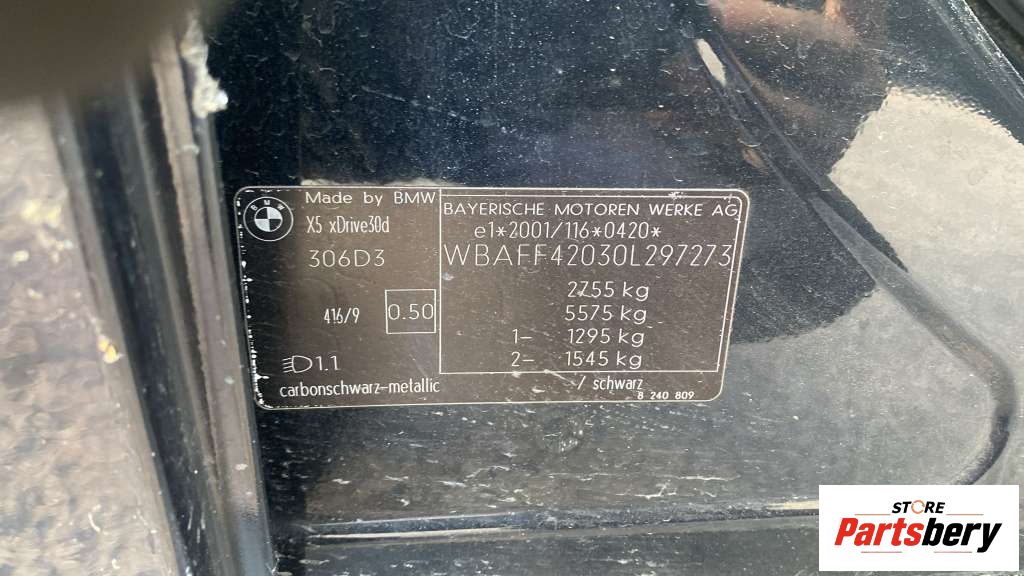 BMW
Made by BMW
X5 xDrive30d
306D3
416/9
0.50
D1.1
carbonschwarz-metallic
BAYERISCHE MOTOREN WERKE AG
e1*2001/116*0420*
WBAFF42030L297273
2755 kg
5575 kg
1- 1295 kg
2- 1545 kg
/ schwarz
8 240 809
STORE
Partsbery